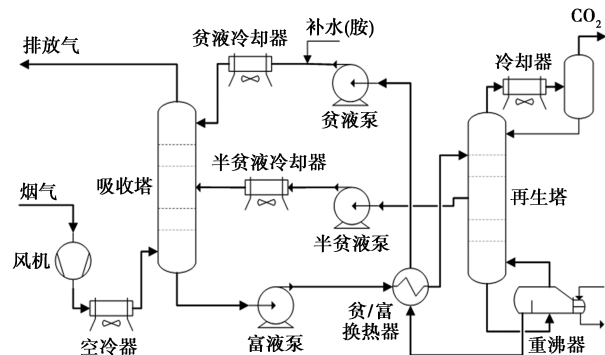 CO2
补水(胺)
贫液冷却器
排放气
冷却器
贫液泵
半贫液冷却器
吸收塔
再生塔
烟气
半贫液泵
风机
贫/富
换热器
空冷器
富液泵
重沸器